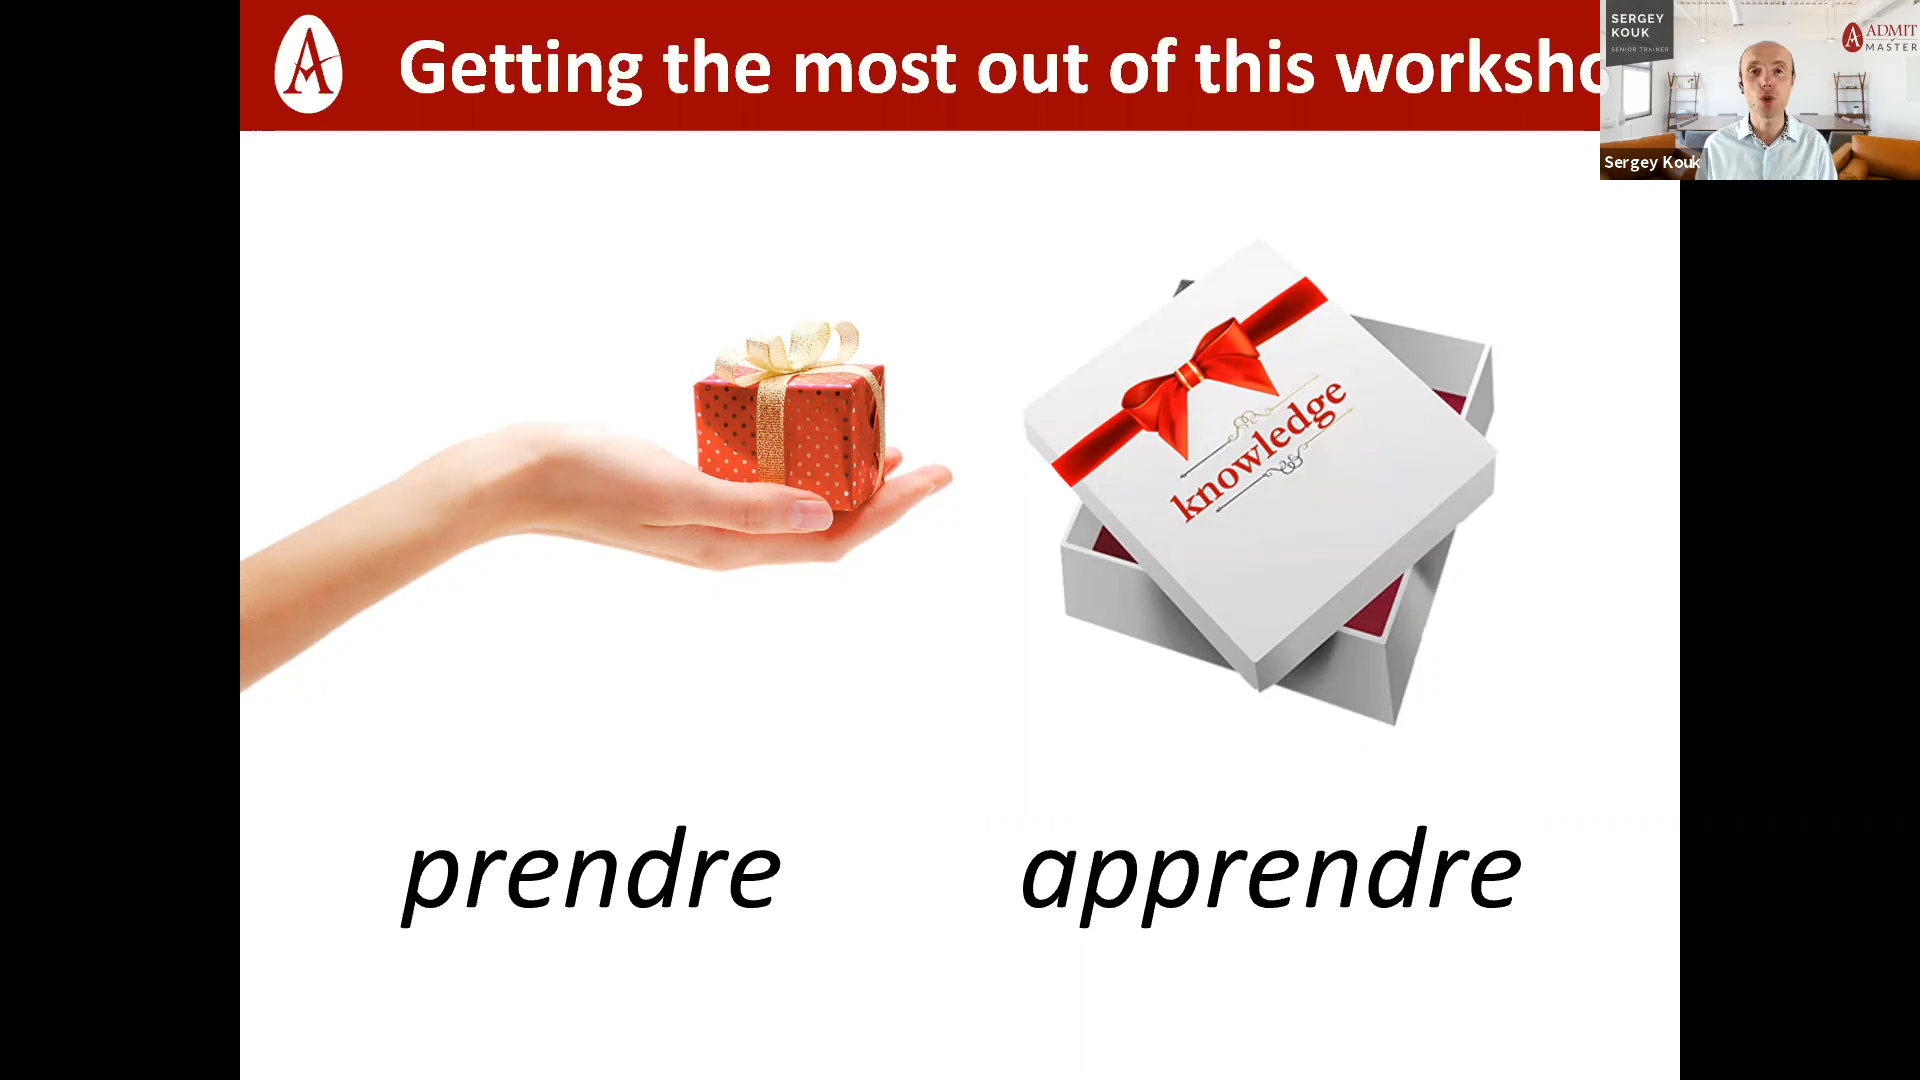 Getting the most out of this worksho
SERGEY
KOUK
SENIOR TRAINER
ADMIT
MASTER
Sergey Kouk
knowledge
prendre
apprendre